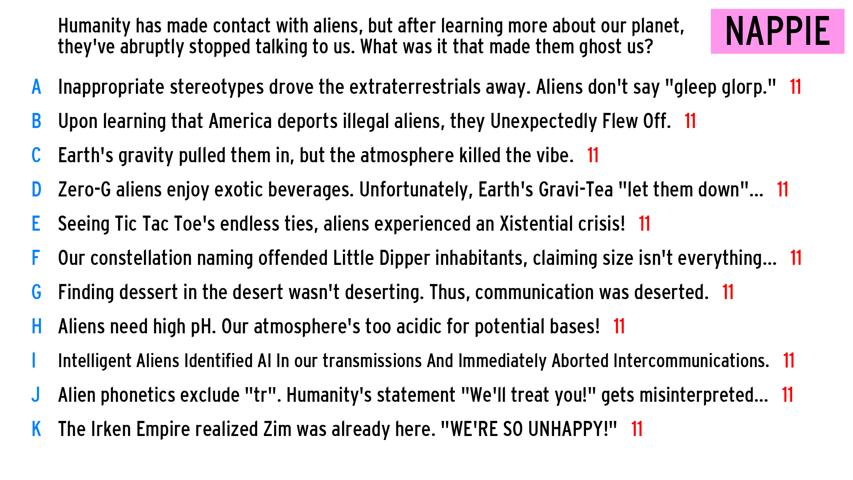 Humanity has made contact with aliens, but after learning more about our planet,
they've abruptly stopped talking to us. What was it that made them ghost us?
NAPPIE
A Inappropriate stereotypes drove the extraterrestrials away. Aliens don't say "gleep glorp." 11
B Upon learning that America deports illegal aliens, they Unexpectedly Flew Off. 11
C Earth's gravity pulled them in, but the atmosphere killed the vibe. 11
D Zero-G aliens enjoy exotic beverages. Unfortunately, Earth's Gravi-Tea "let them down"... 11
E Seeing Tic Tac Toe's endless ties, aliens experienced an Xistential crisis! 11
F Our constellation naming offended Little Dipper inhabitants, claiming size isn't everything... 11
G Finding dessert in the desert wasn't deserting. Thus, communication was deserted. 11
H Aliens need high pH. Our atmosphere's too acidic for potential bases! 11
I Intelligent Aliens Identified AI In our transmissions And Immediately Aborted Intercommunications. 11
J Alien phonetics exclude "tr". Humanity's statement "We'll treat you!" gets misinterpreted... 11
K The Irken Empire realized Zim was already here. "WE'RE SO UNHAPPY!" 11